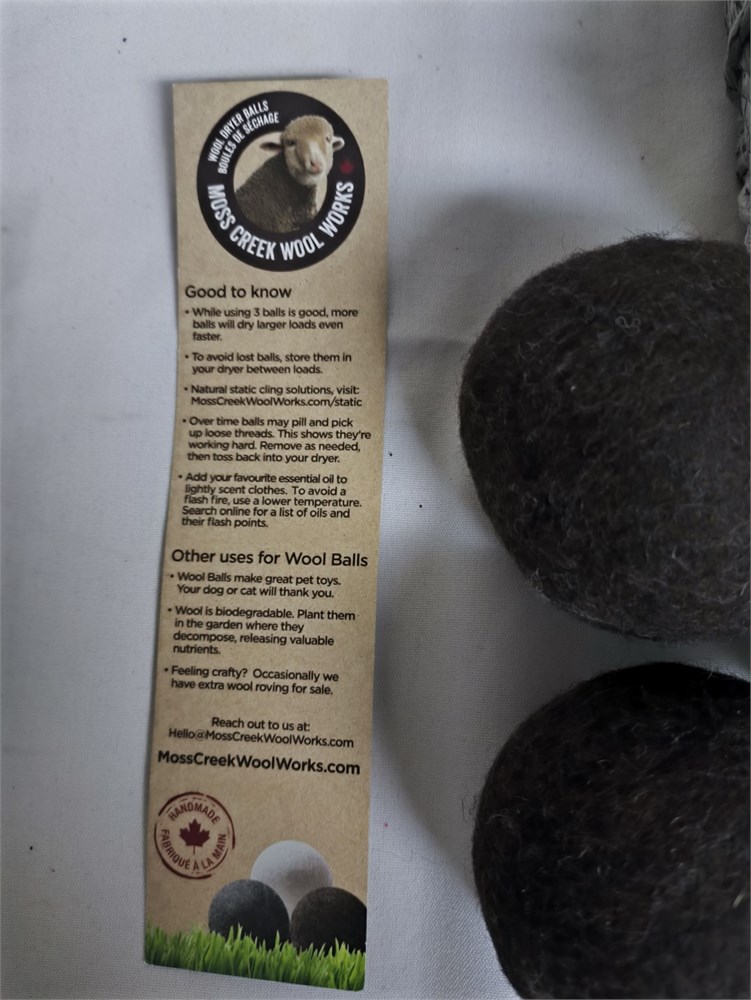 WOOL DRYER BALLS
BOULES DE SÉCHAGE
MOSS CREEK WOOL WORKS
Good to know
• While using 3 balls is good, more
balls will dry larger loads even
faster.
• To avoid lost balls, store them in
your dryer between loads.
• Natural static cling solutions, visit:
MossCreekWoolWorks.com/static
• Over time balls may pill and pick
up loose threads. This shows they're
working hard. Remove as needed,
then toss back into your dryer.
• Add your favourite essential oil to
lightly scent clothes. To avoid a
flash fire, use a lower temperature.
Search online for a list of oils and
their flash points.
Other uses for Wool Balls
• Wool Balls make great pet toys.
Your dog or cat will thank you.
• Wool is biodegradable. Plant them
in the garden where they
decompose, releasing valuable
nutrients.
• Feeling crafty? Occasionally we
have extra wool roving for sale.
Reach out to us at:
Hello@MossCreekWoolWorks.com
MossCreekWoolWorks.com
HANDMADE
FABRIQUÉ À LA MAIN